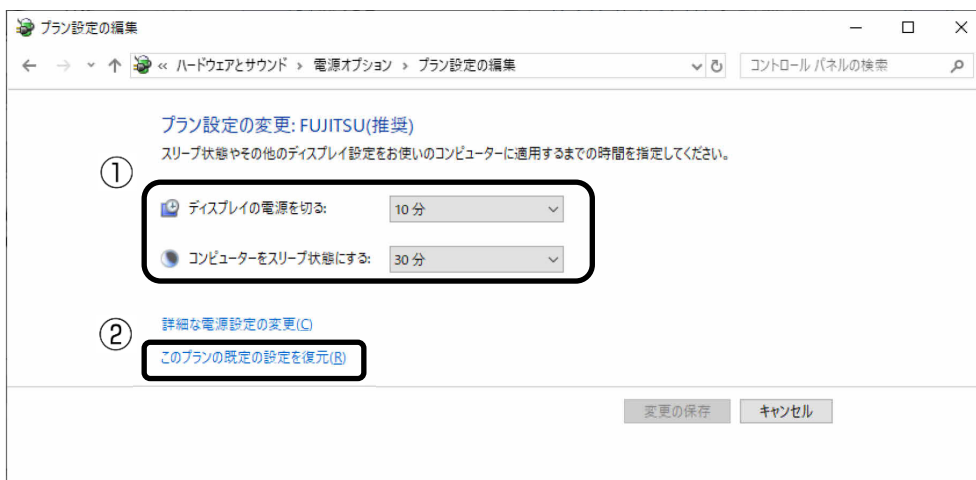 プラン設定の編集
« ハードウェアとサウンド › 電源オプション › プラン設定の編集
コントロール パネルの検索
プラン設定の変更: FUJITSU(推奨)
スリープ状態やその他のディスプレイ設定をお使いのコンピューターに適用するまでの時間を指定してください。
①
ディスプレイの電源を切る: 10 分
コンピューターをスリープ状態にする: 30 分
詳細な電源設定の変更(C)
②
このプランの既定の設定を復元(R)
変更の保存 キャンセル